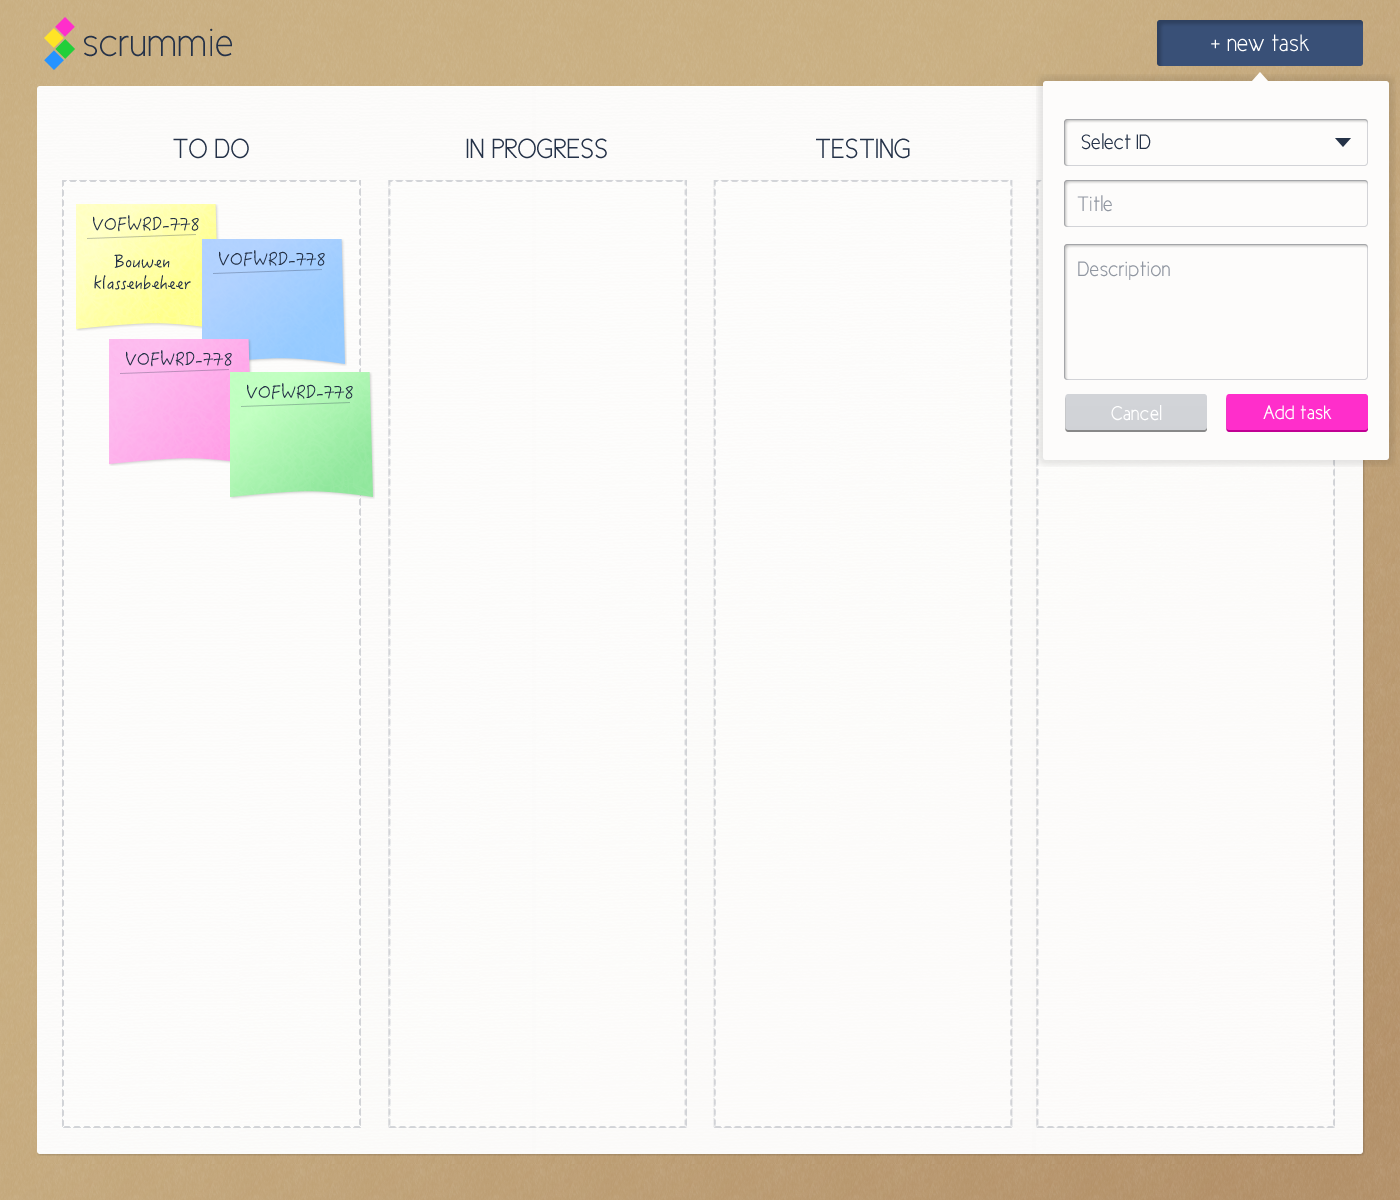 scrummie
+ new task
TO DO
IN PROGRESS
TESTING
Select ID
Title
Description
Cancel
Add task
VOFWRD-778
Bouwen
klassenbeheer
VOFWRD-778
VOFWRD-778
VOFWRD-778